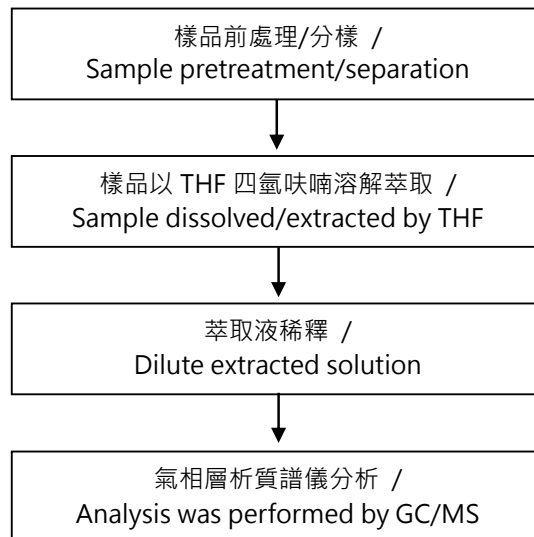 樣品前處理/分樣 /
Sample pretreatment/separation
樣品以 THF 四氫呋喃溶解萃取 /
Sample dissolved/extracted by THF
萃取液稀釋 /
Dilute extracted solution
氣相層析質譜儀分析 /
Analysis was performed by GC/MS